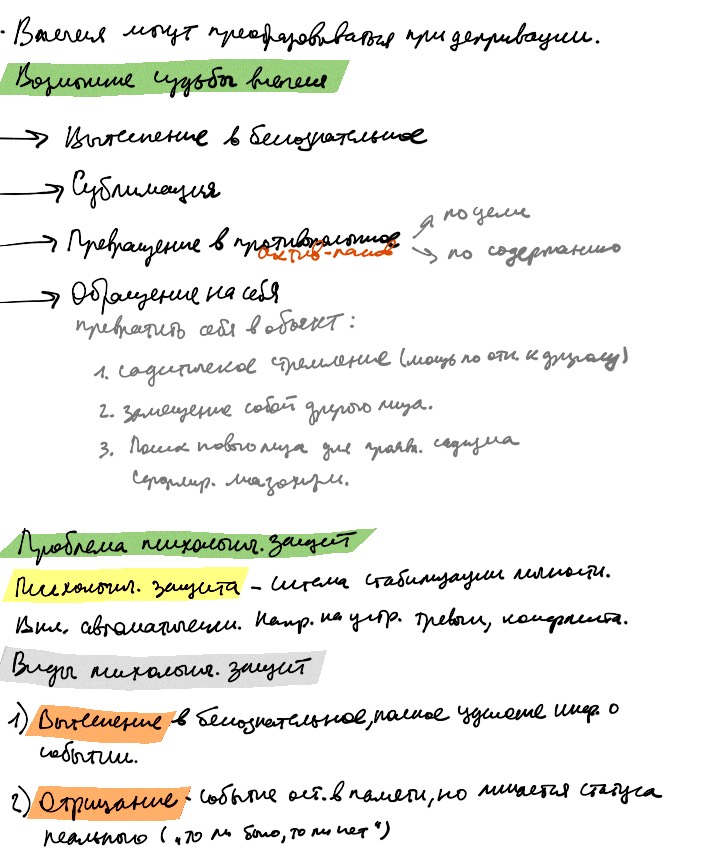 · Влечения могут преобразовываться при депривации.
Возможные судьбы влечения
→ Вытеснение в бессознательное
→ Сублимация
→ Превращение в противоположное
→ по цели
актив-пассив
→ по содержанию
→ Обращение на себя
превратить себя в объект:
1. садистическое стремление (мощь по отн. к другому)
2. замещение собой другого лица.
3. Поиск нового лица для прояв. садизма
сформир. мазохизм.
Проблема психологич. защит
Психологич. защита – система стабилизации личности.
Вкл. автоматически. Напр. на устр. тревоги, конфликта.
Виды психологич. защит
1) Вытеснение в бессознательное, полное удаление инф. о
событии.
2) Отрицание - событие ост. в памяти, но лишается статуса
реального („то ли было, то ли нет“)